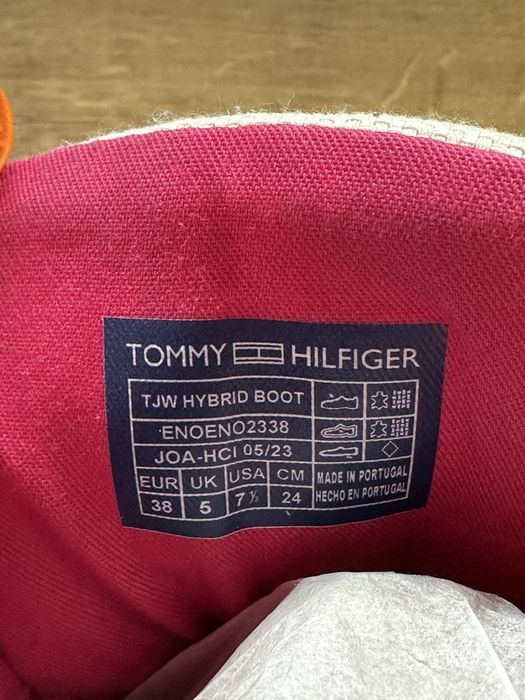 TOMMY HILFIGER
TJW HYBRID BOOT
ENOENO2338
JOA-HCI 05/23
EUR UK USA CM
38 5 7½ 24
MADE IN PORTUGAL
HECHO EN PORTUGAL